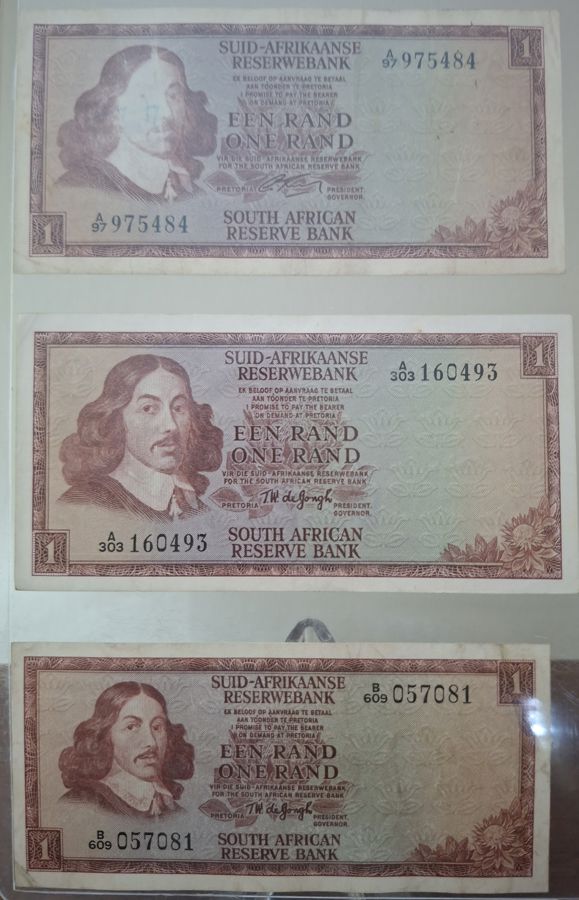 SUID-AFRIKAANSE
RESERWEBANK
A/97 975484
1
EK BELOOF OP AANVRAAG TE BETAAL
AAN TOONDER TE PRETORIA
I PROMISE TO PAY THE BEARER
ON DEMAND AT PRETORIA
EEN RAND
ONE RAND
VIR DIE SUID-AFRIKAANSE RESERWEBANK
FOR THE SOUTH AFRICAN RESERVE BANK
PRETORIA
PRESIDENT.
GOVERNOR.
A/97 975484
SOUTH AFRICAN
RESERVE BANK
1
SUID-AFRIKAANSE
RESERWEBANK
A/303 160493
1
EK BELOOF OP AANVRAAG TE BETAAL
AAN TOONDER TE PRETORIA
I PROMISE TO PAY THE BEARER
ON DEMAND AT PRETORIA
EEN RAND
ONE RAND
VIR DIE SUID-AFRIKAANSE RESERWEBANK
FOR THE SOUTH AFRICAN RESERVE BANK
PRETORIA TW de Jongh PRESIDENT.
GOVERNOR.
A/303 160493
SOUTH AFRICAN
RESERVE BANK
1
SUID-AFRIKAANSE
RESERWEBANK
B/609 057081
1
EK BELOOF OP AANVRAAG TE BETAAL
AAN TOONDER TE PRETORIA
I PROMISE TO PAY THE BEARER
ON DEMAND AT PRETORIA
EEN RAND
ONE RAND
VIR DIE SUID-AFRIKAANSE RESERWEBANK
FOR THE SOUTH AFRICAN RESERVE BANK
PRETORIA TW de Jongh PRESIDENT.
GOVERNOR.
B/609 057081
SOUTH AFRICAN
RESERVE BANK
1